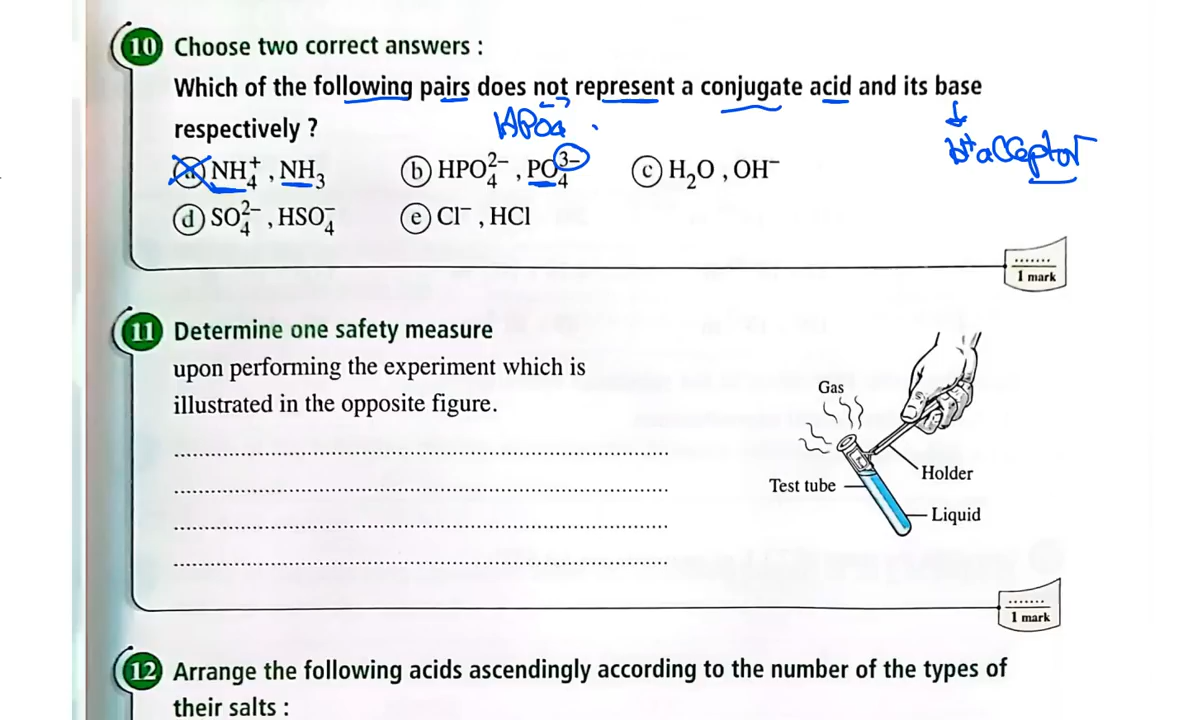 10 Choose two correct answers :
Which of the following pairs does not represent a conjugate acid and its base
respectively ?
HPO4
H+ acceptor
a NH₄⁺ , NH₃ b HPO₄²⁻ , PO₄³⁻ c H₂O , OH⁻
d SO₄²⁻ , HSO₄⁻ e Cl⁻ , HCl
.......
1 mark
11 Determine one safety measure
upon performing the experiment which is
illustrated in the opposite figure.
Gas
Holder
Test tube
Liquid
.......
1 mark
12 Arrange the following acids ascendingly according to the number of the types of
their salts :